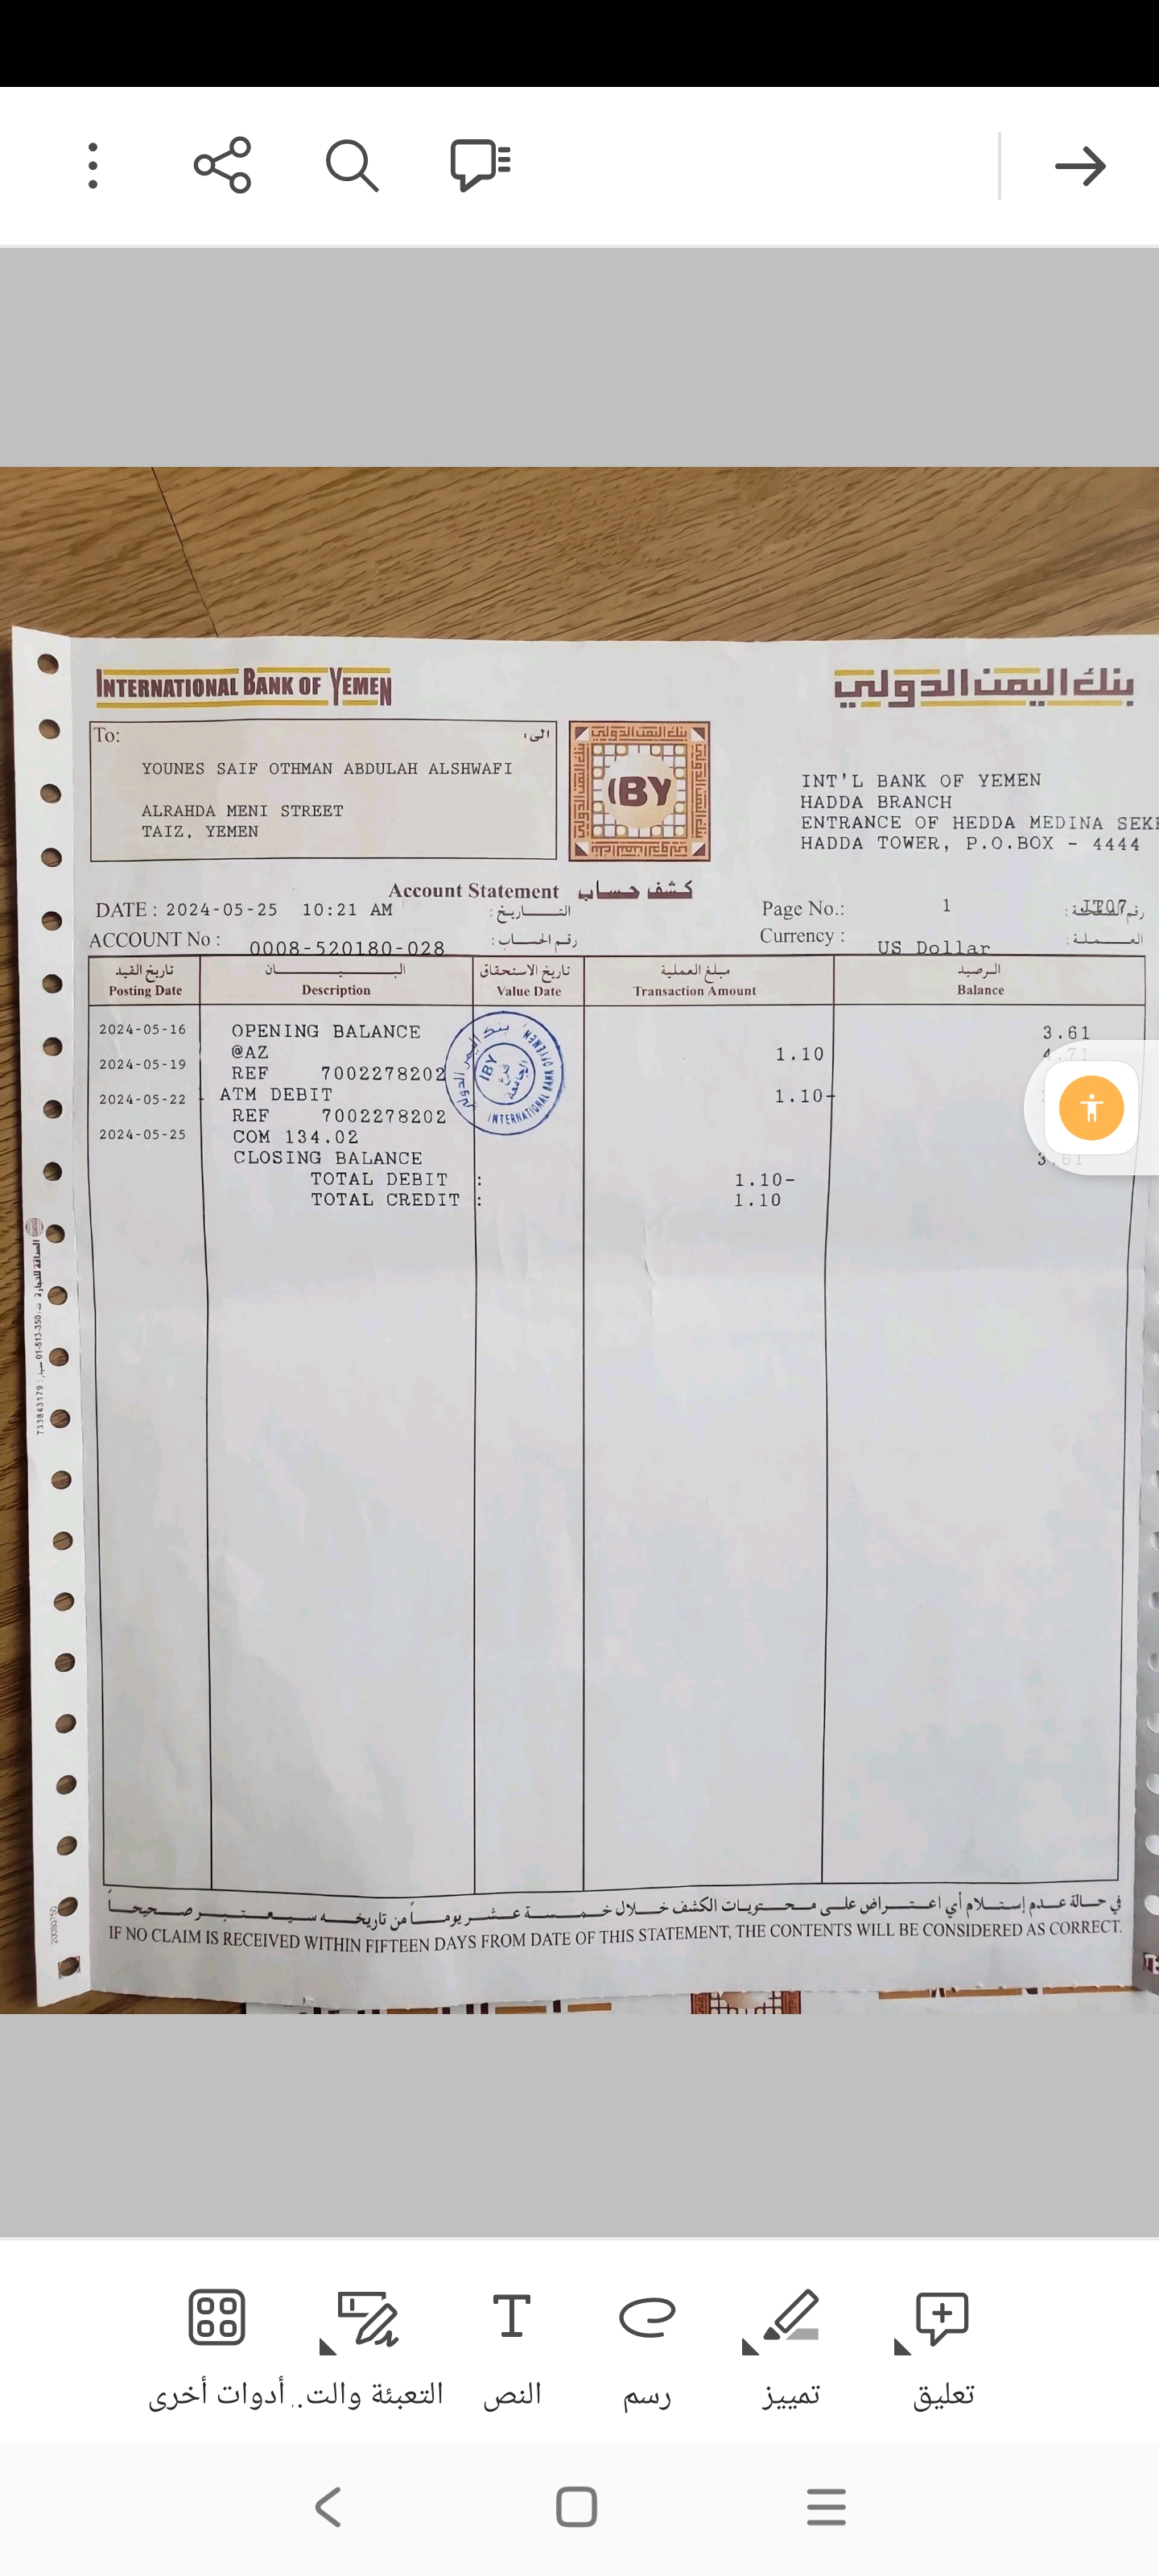 INTERNATIONAL BANK OF YEMEN
بنك اليمن الدولي
To:
الى:
YOUNES SAIF OTHMAN ABDULAH ALSHWAFI
ALRAHDA MENI STREET
TAIZ, YEMEN
IBY
INT'L BANK OF YEMEN
HADDA BRANCH
ENTRANCE OF HEDDA MEDINA
HADDA TOWER, P.O.BOX - 4444
Account Statement كشف حساب
DATE : 2024-05-25 10:21 AM التاريخ :
Page No.: 1 JT07
ACCOUNT No : 0008-520180-028 رقم الحساب :
Currency : US Dollar العملة :
تاريخ القيد البيان تاريخ الاستحقاق مبلغ العملية الرصيد
Posting Date Description Value Date Transaction Amount Balance
2024-05-16 OPENING BALANCE 3.61
@AZ 1.10 4.71
2024-05-19 REF 7002278202
2024-05-22 ATM DEBIT 1.10-
REF 7002278202
2024-05-25 COM 134.02
CLOSING BALANCE 3.61
TOTAL DEBIT : 1.10-
TOTAL CREDIT : 1.10
IBY
INTERNATIONAL BANK OF YEMEN
في حالة عدم إستلام أي اعتراض على محتويات الكشف خلال خمسة عشر يوماً من تاريخه سيعتبر صحيحاً
IF NO CLAIM IS RECEIVED WITHIN FIFTEEN DAYS FROM DATE OF THIS STATEMENT, THE CONTENTS WILL BE CONSIDERED AS CORRECT.
تعليق
تمييز
رسم
النص
التعبئة والت..
أدوات أخرى